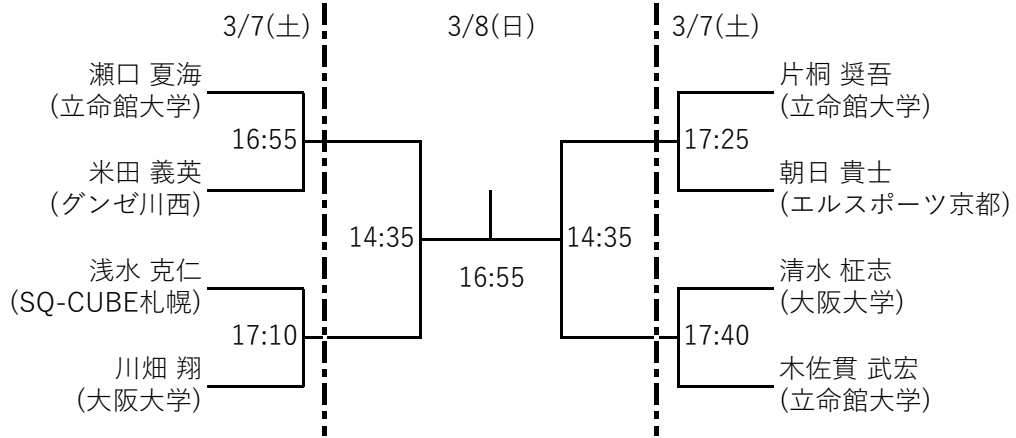 3/7(土)
3/8(日)
3/7(土)
瀬口 夏海
(立命館大学)
16:55
米田 義英
(グンゼ川西)
浅水 克仁
(SQ-CUBE札幌)
17:10
川畑 翔
(大阪大学)
14:35
16:55
14:35
片桐 奨吾
(立命館大学)
17:25
朝日 貴士
(エルスポーツ京都)
清水 柾志
(大阪大学)
17:40
木佐貫 武宏
(立命館大学)